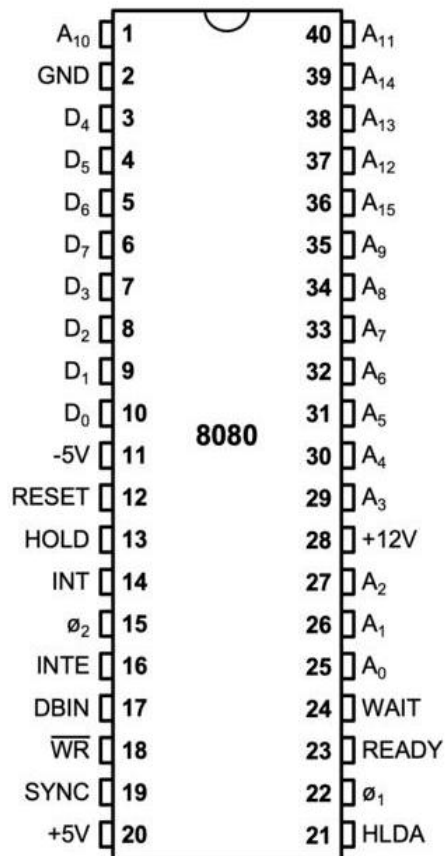 A₁₀ 1 40 A₁₁
GND 2 39 A₁₄
D₄ 3 38 A₁₃
D₅ 4 37 A₁₂
D₆ 5 36 A₁₅
D₇ 6 35 A₉
D₃ 7 34 A₈
D₂ 8 33 A₇
D₁ 9 32 A₆
D₀ 10 31 A₅
8080
-5V 11 30 A₄
RESET 12 29 A₃
HOLD 13 28 +12V
INT 14 27 A₂
ø₂ 15 26 A₁
INTE 16 25 A₀
DBIN 17 24 WAIT
W̅R̅ 18 23 READY
SYNC 19 22 ø₁
+5V 20 21 HLDA